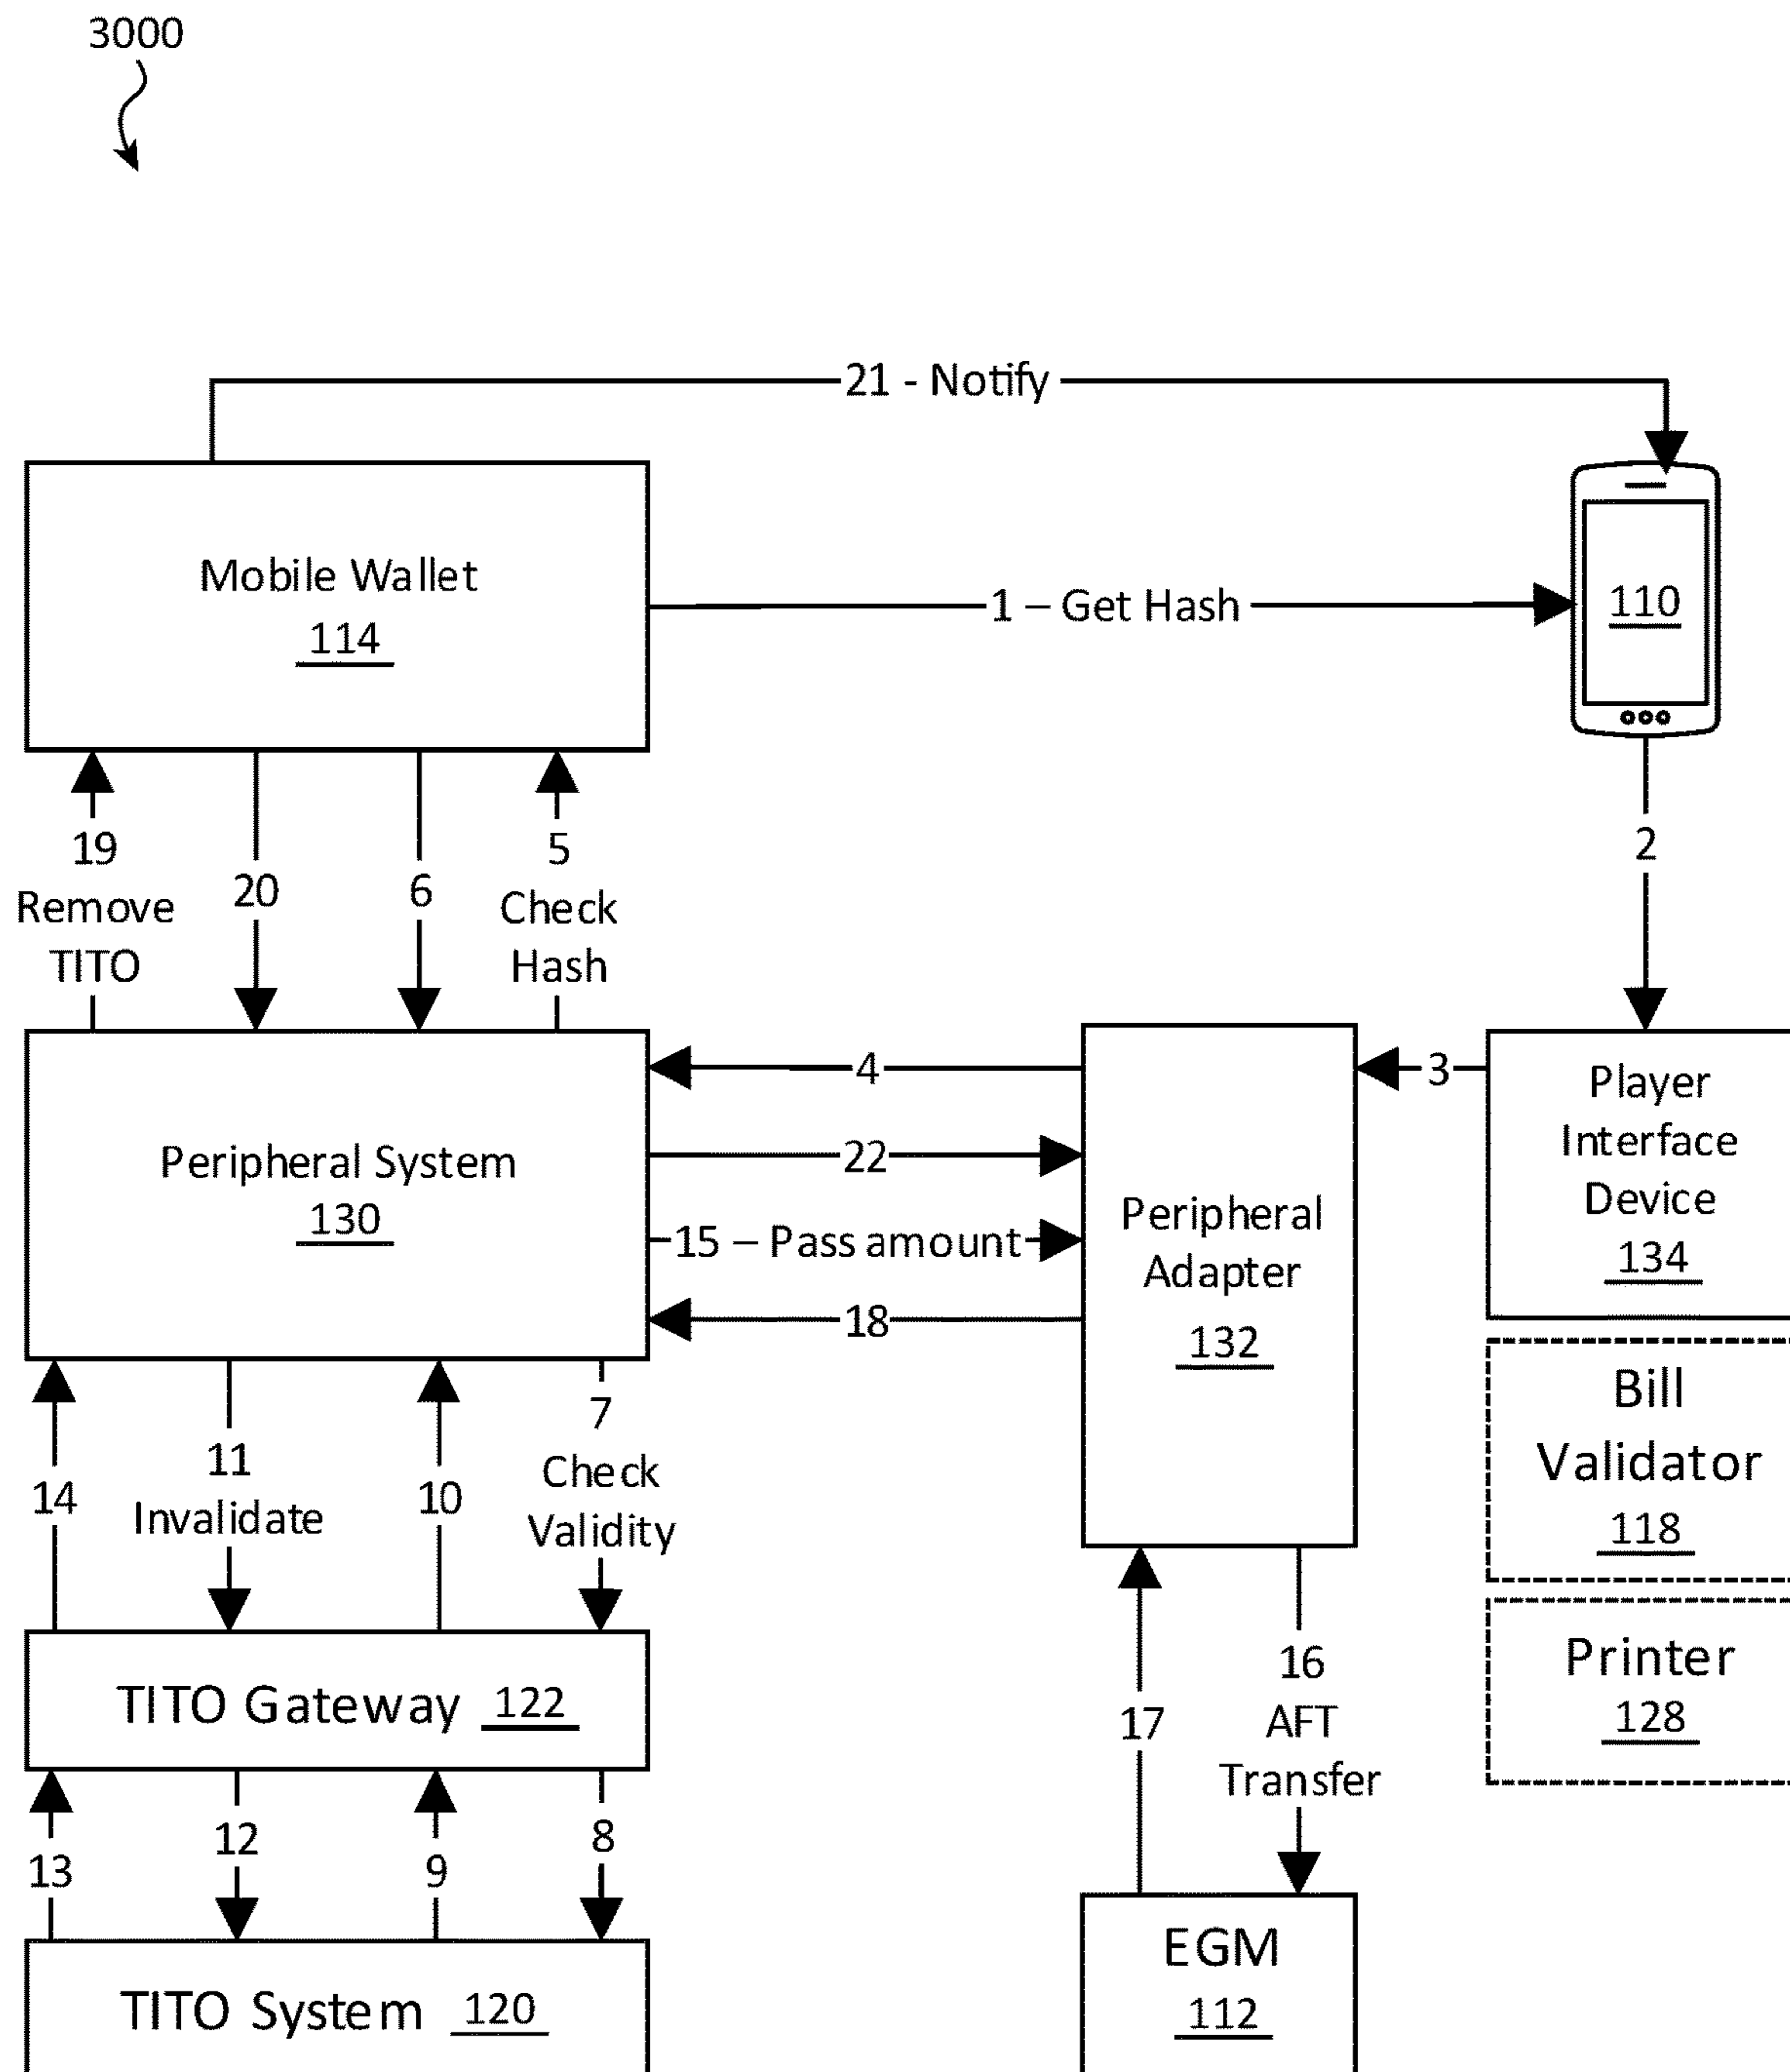 3000
21 - Notify
Mobile Wallet
114
1 – Get Hash
110
19
Remove
TITO
20
6
5
Check
Hash
2
4
3
22
15 – Pass amount
18
Peripheral System
130
Peripheral
Adapter
132
Player
Interface
Device
134
Bill
Validator
118
Printer
128
14
11
Invalidate
10
7
Check
Validity
TITO Gateway 122
17
16
AFT
Transfer
13
12
9
8
TITO System 120
EGM
112